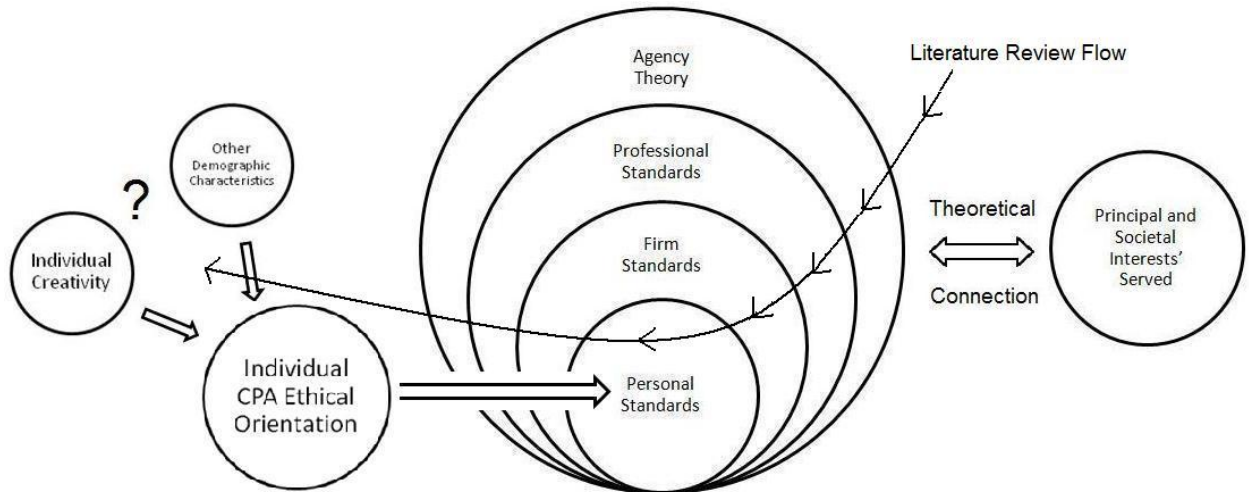 Agency
Theory
Literature Review Flow
Professional
Standards
Other
Demographic
Characteristics
?
Individual
Creativity
Firm
Standards
Theoretical
Connection
Principal and
Societal
Interests'
Served
Individual
CPA Ethical
Orientation
Personal
Standards